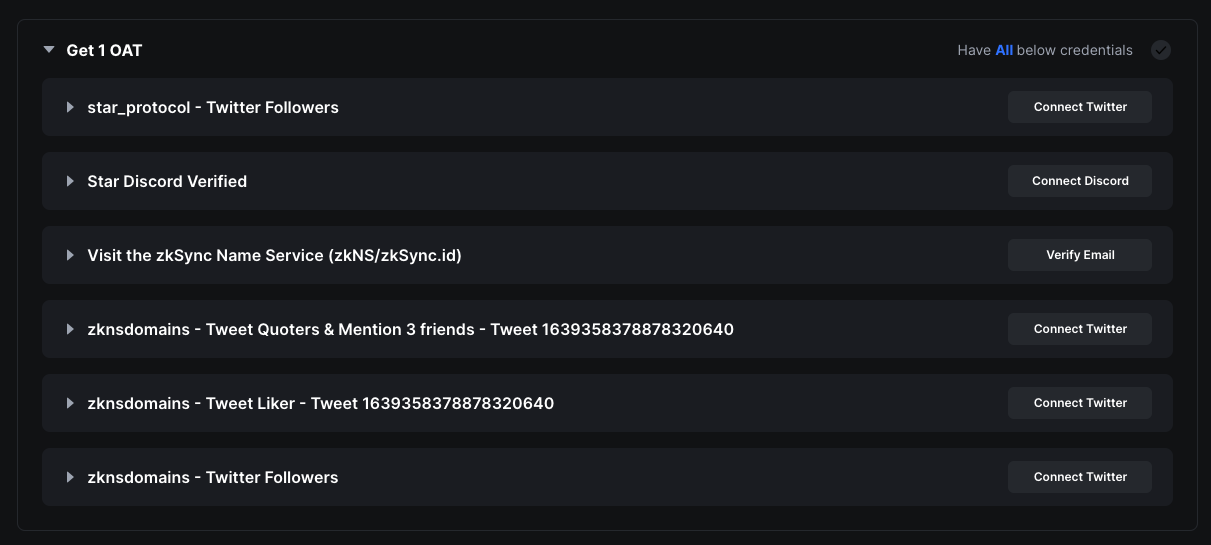 Get 1 OAT
Have All below credentials
star_protocol - Twitter Followers
Connect Twitter
Star Discord Verified
Connect Discord
Visit the zkSync Name Service (zkNS/zkSync.id)
Verify Email
zknsdomains - Tweet Quoters & Mention 3 friends - Tweet 1639358378878320640
Connect Twitter
zknsdomains - Tweet Liker - Tweet 1639358378878320640
Connect Twitter
zknsdomains - Twitter Followers
Connect Twitter